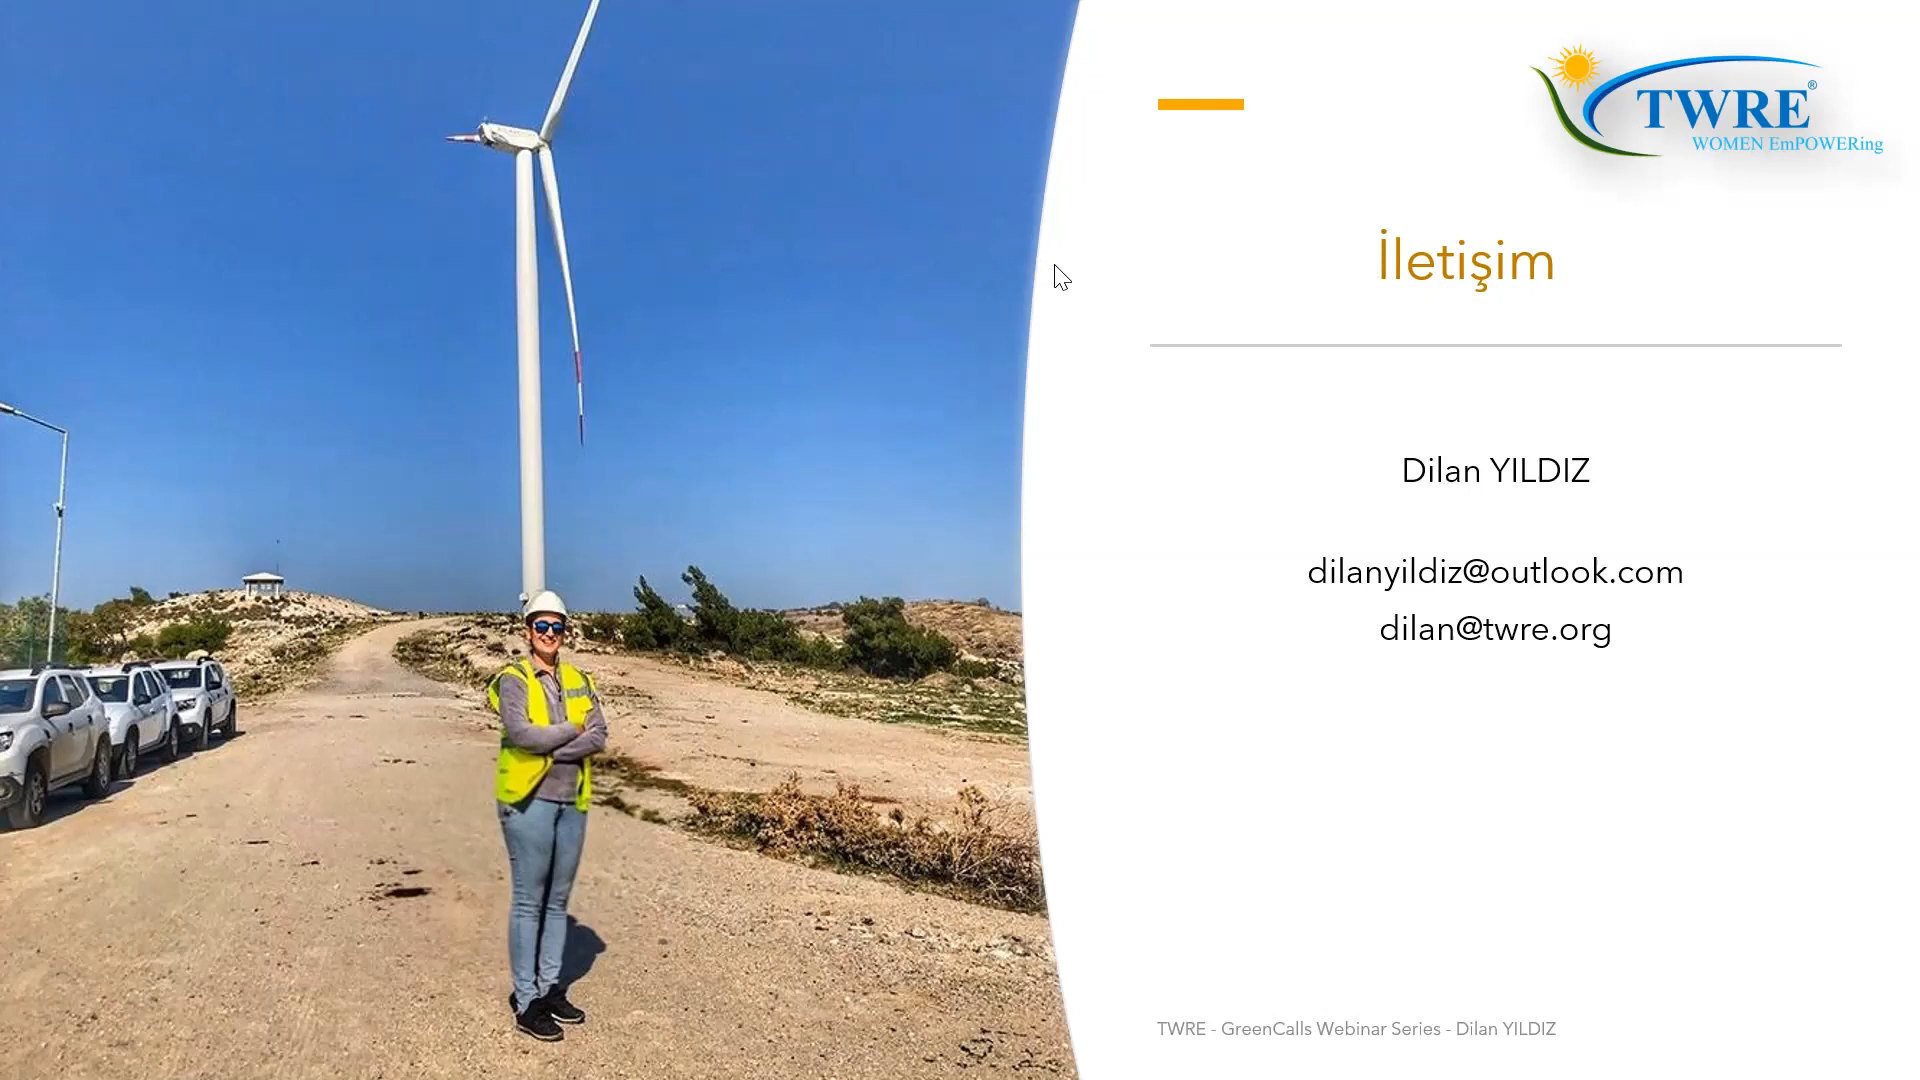 TWRE®
WOMEN EmPOWERing
İletişim
Dilan YILDIZ
dilanyildiz@outlook.com
dilan@twre.org
TWRE - GreenCalls Webinar Series - Dilan YILDIZ